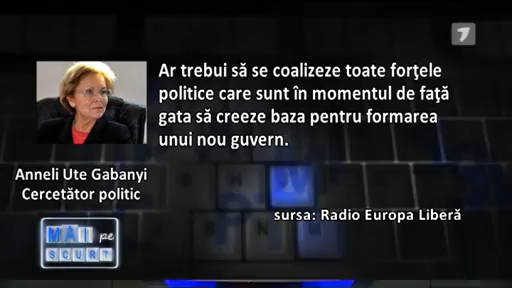 7
Ar trebui să se coalizeze toate forţele
politice care sunt în momentul de faţă
gata să creeze baza pentru formarea
unui nou guvern.
Anneli Ute Gabanyi
Cercetător politic
sursa: Radio Europa Liberă
MAI pe
SCURT